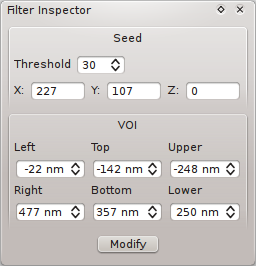 Filter Inspector
Seed
Threshold 30
X: 227 Y: 107 Z: 0
VOI
Left Top Upper
-22 nm -142 nm -248 nm
Right Bottom Lower
477 nm 357 nm 250 nm
Modify